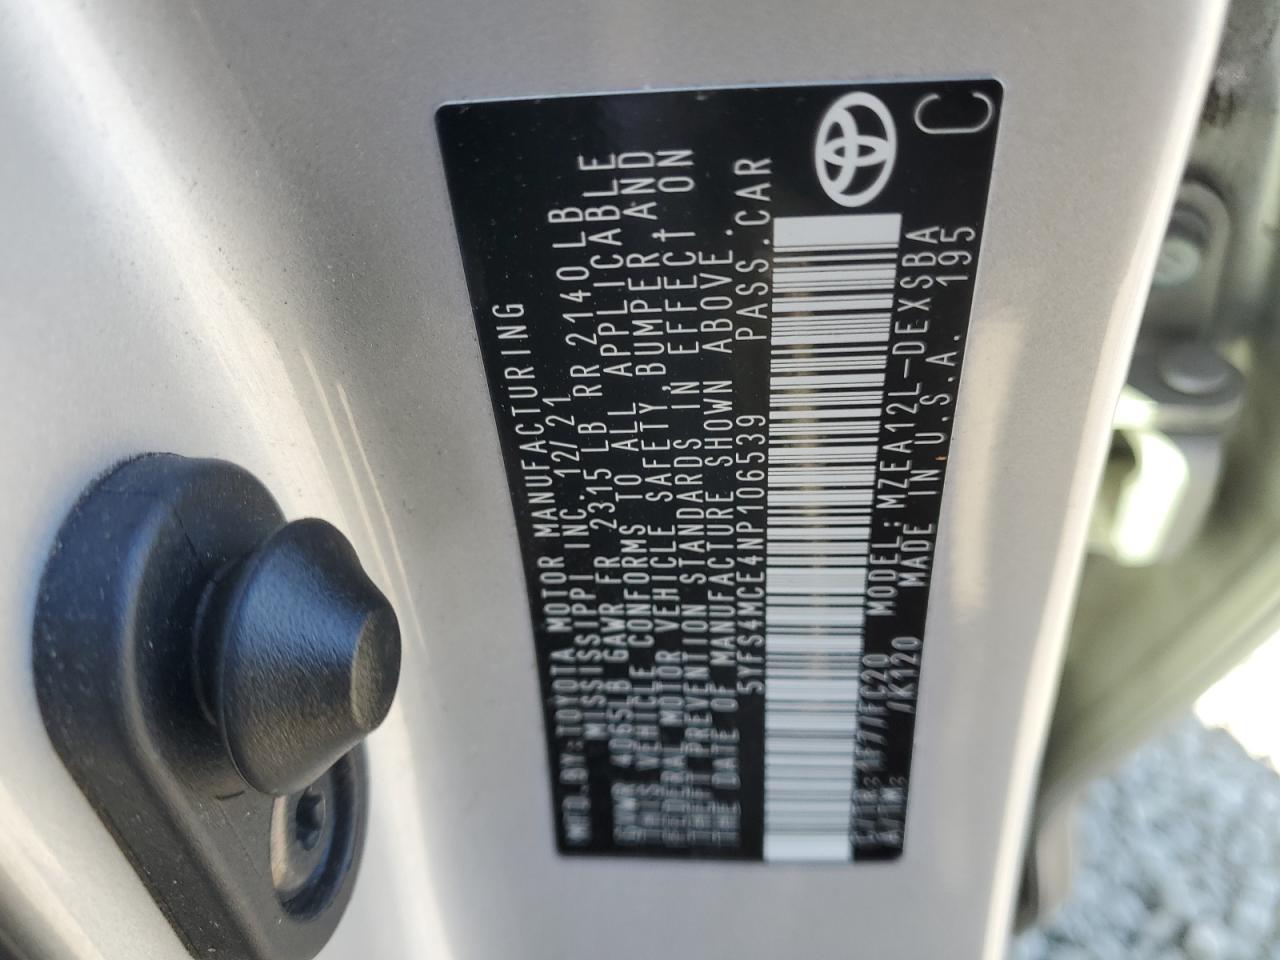 MFD.BY:TOYOTA MOTOR MANUFACTURING
MISSISSIPPI INC. 12/21
GVWR 4065LB GAWR FR 2315 LB RR 2140LB
THIS VEHICLE CONFORMS TO ALL APPLICABLE
FEDERAL MOTOR VEHICLE SAFETY,BUMPER AND
THEFT PREVENTION STANDARDS IN EFFECT ON
THE DATE OF MANUFACTURE SHOWN ABOVE.
5YFS4MCE4NP106539 PASS.CAR
C/TR: 1F7/FC20 MODEL:MZEA12L-DEXSBA
A/TM: /K120 MADE IN U.S.A. 195
C